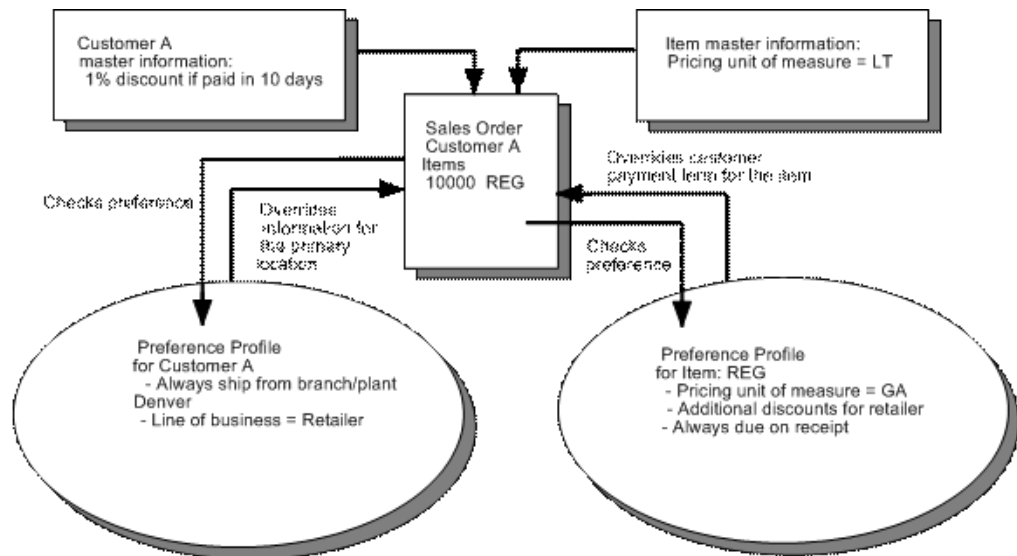 Customer A
master information:
1% discount if paid in 10 days
Item master information:
Pricing unit of measure = LT
Sales Order
Customer A
Items
10000 REG
Checks preference
Overrides
information for
the primary
location
Overrides customer
payment term for the item
Checks
preference
Preference Profile
for Customer A
- Always ship from branch/plant
Denver
- Line of business = Retailer
Preference Profile
for Item: REG
- Pricing unit of measure = GA
- Additional discounts for retailer
- Always due on receipt